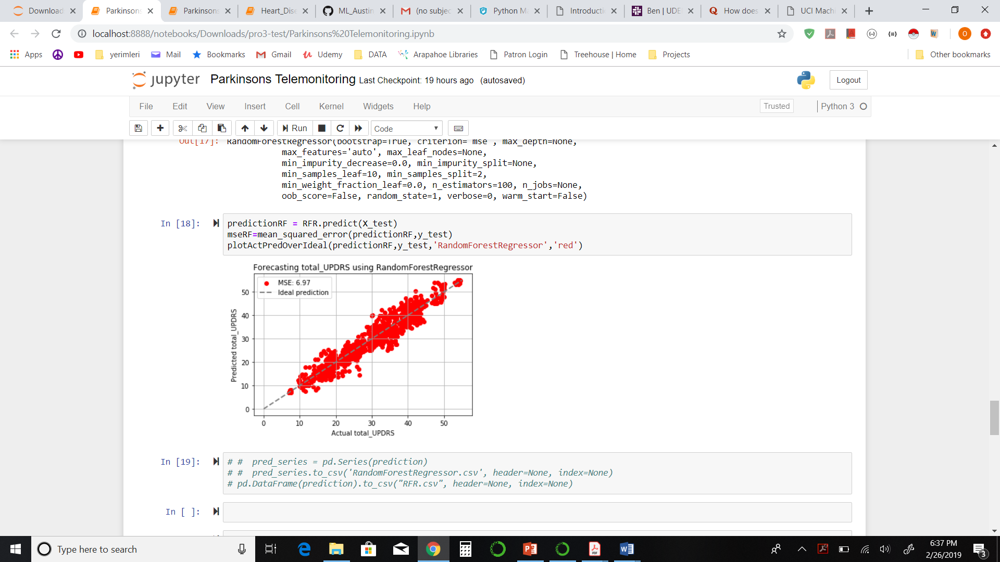 Download
Parkinsons
Parkinsons
Heart_Dise
ML_Austin
(no subjec
Python Ma
Introductio
Ben | UDE
How does
UCI Machi
localhost:8888/notebooks/Downloads/pro3-test/Parkinsons%20Telemonitoring.ipynb
Apps yerimleri Mail Bookmarks Gmail Udemy DATA Arapahoe Libraries Patron Login Treehouse | Home Projects Other bookmarks
jupyter Parkinsons Telemonitoring Last Checkpoint: 19 hours ago (autosaved) Logout
File Edit View Insert Cell Kernel Widgets Help Trusted Python 3
Run Code
Out[17]: RandomForestRegressor(bootstrap=True, criterion='mse', max_depth=None,
max_features='auto', max_leaf_nodes=None,
min_impurity_decrease=0.0, min_impurity_split=None,
min_samples_leaf=10, min_samples_split=2,
min_weight_fraction_leaf=0.0, n_estimators=100, n_jobs=None,
oob_score=False, random_state=1, verbose=0, warm_start=False)
In [18]: predictionRF = RFR.predict(X_test)
mseRF=mean_squared_error(predictionRF,y_test)
plotActPredOverIdeal(predictionRF,y_test,'RandomForestRegressor','red')
Forecasting total_UPDRS using RandomForestRegressor
MSE: 6.97
Ideal prediction
Predicted total_UPDRS
50
40
30
20
10
0
0 10 20 30 40 50
Actual total_UPDRS
In [19]: # # pred_series = pd.Series(prediction)
# # pred_series.to_csv('RandomForestRegressor.csv', header=None, index=None)
# pd.DataFrame(prediction).to_csv("RFR.csv", header=None, index=None)
In [ ]:
Type here to search
6:37 PM
2/26/2019
3